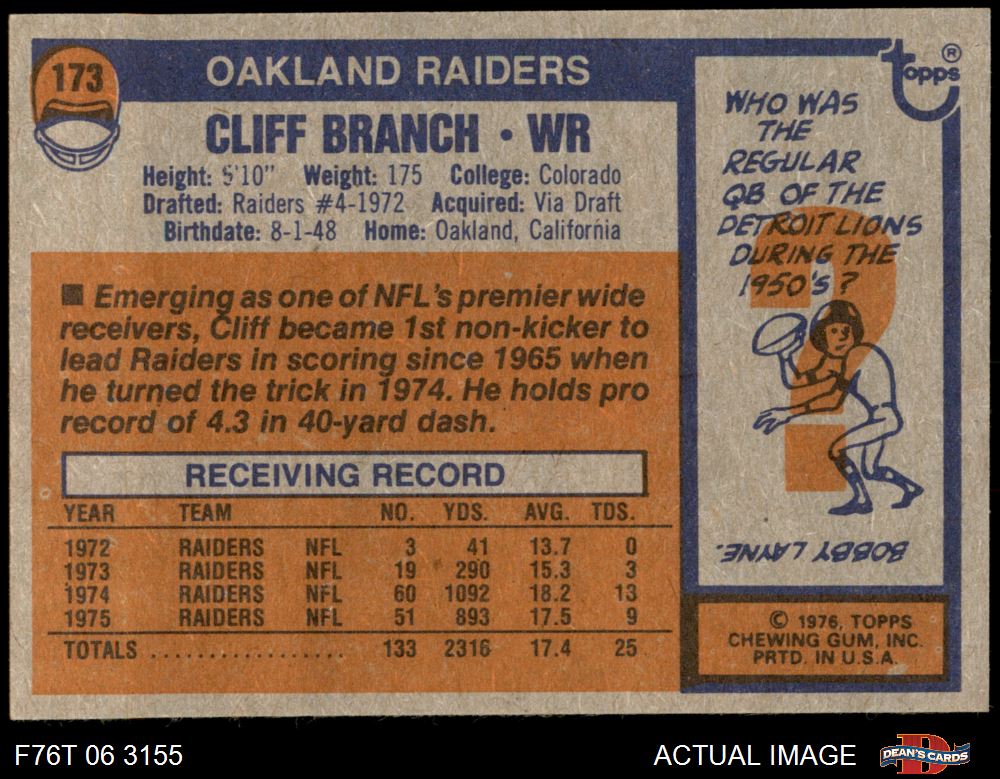 173
OAKLAND RAIDERS
CLIFF BRANCH • WR
Height: 5'10" Weight: 175 College: Colorado
Drafted: Raiders #4-1972 Acquired: Via Draft
Birthdate: 8-1-48 Home: Oakland, California
■ Emerging as one of NFL's premier wide
receivers, Cliff became 1st non-kicker to
lead Raiders in scoring since 1965 when
he turned the trick in 1974. He holds pro
record of 4.3 in 40-yard dash.
RECEIVING RECORD
YEAR TEAM NO. YDS. AVG. TDS.
1972 RAIDERS NFL 3 41 13.7 0
1973 RAIDERS NFL 19 290 15.3 3
1974 RAIDERS NFL 60 1092 18.2 13
1975 RAIDERS NFL 51 893 17.5 9
TOTALS .................. 133 2316 17.4 25
topps®
WHO WAS
THE
REGULAR
QB OF THE
DETROIT LIONS
DURING THE
1950's?
?
BOBBY LAYNE.
© 1976, TOPPS
CHEWING GUM, INC.
PRTD. IN U.S.A.
F76T 06 3155
ACTUAL IMAGE
DEAN'S CARDS